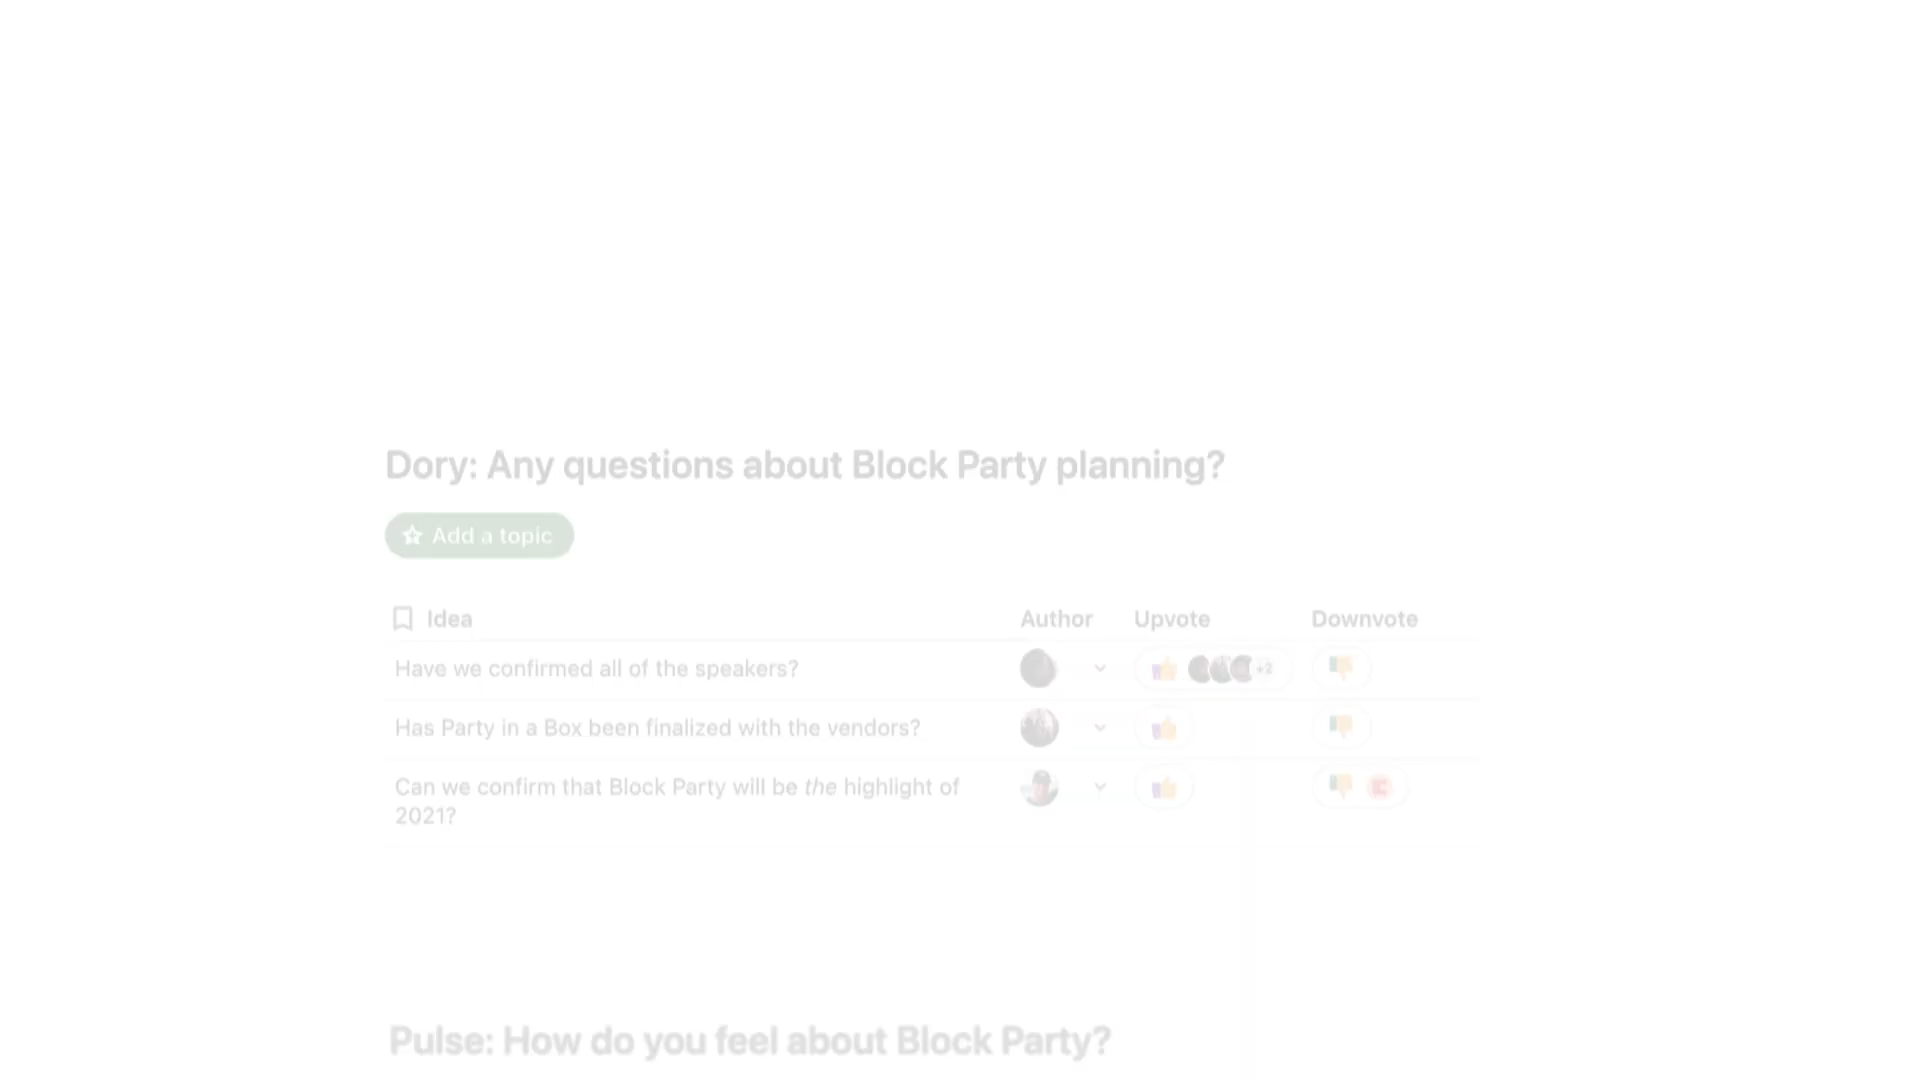 Dory: Any questions about Block Party planning?
Add a topic
Idea Author Upvote Downvote
Have we confirmed all of the speakers? +2
Has Party in a Box been finalized with the vendors?
Can we confirm that Block Party will be the highlight of
2021?
Pulse: How do you feel about Block Party?